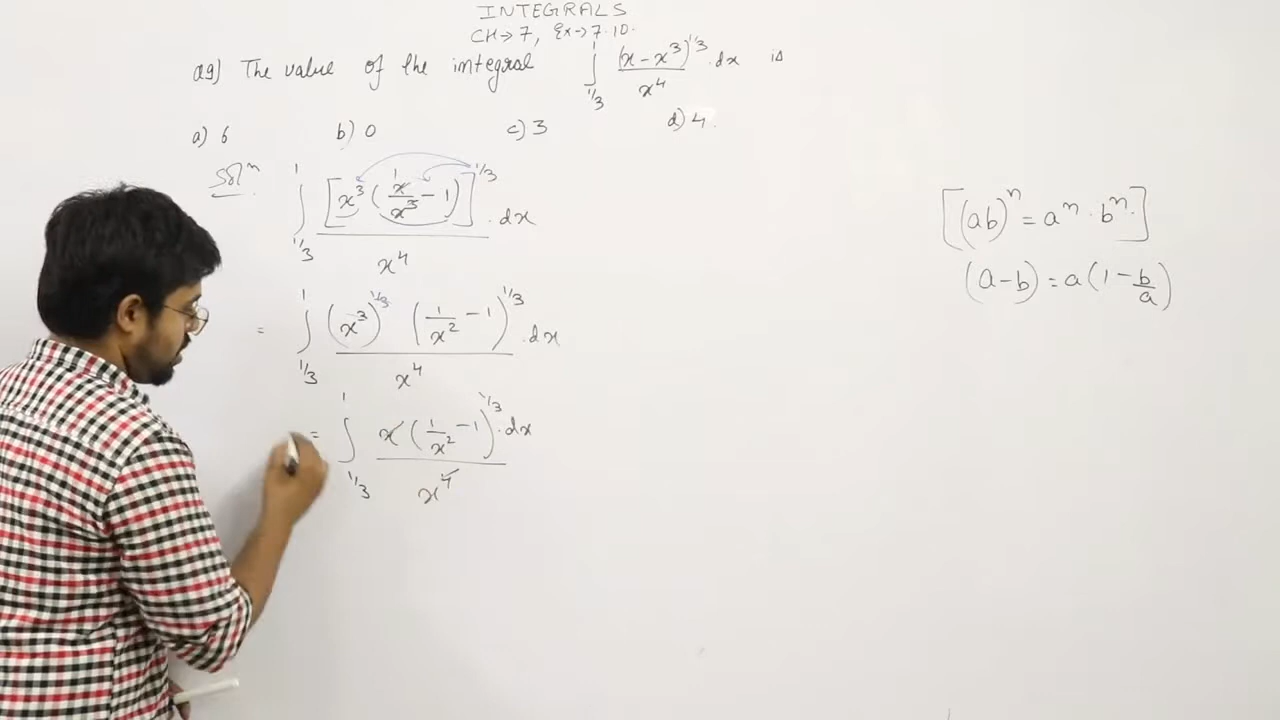 INTEGRALS
CH→7, Ex→7.10.
Q9) The value of the integral ∫_{1/3}^{1} (x - x³)^{1/3}/x⁴ . dx is
a) 6 b) 0 c) 3 d) 4.
Solⁿ ∫_{1/3}^{1} [x³ (x/x³ - 1)]^{1/3}/x⁴ . dx
[(ab)ⁿ = aⁿ · bⁿ.]
(a-b) = a(1 - b/a)
= ∫_{1/3}^{1} (x³)^{1/3} (1/x² - 1)^{1/3}/x⁴ . dx
= ∫_{1/3}^{1} x (1/x² - 1)^{1/3}/x⁴ . dx